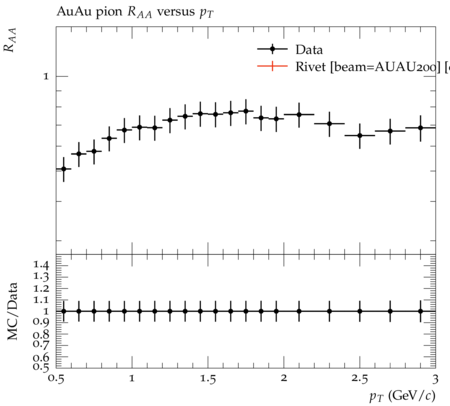 AuAu pion R_AA versus p_T
R_AA
1
Data
Rivet [beam=AUAU200] [
MC/Data
1.4
1.3
1.2
1.1
1
0.9
0.8
0.7
0.6
0.5
0.5 1 1.5 2 2.5 3
p_T (GeV/c)